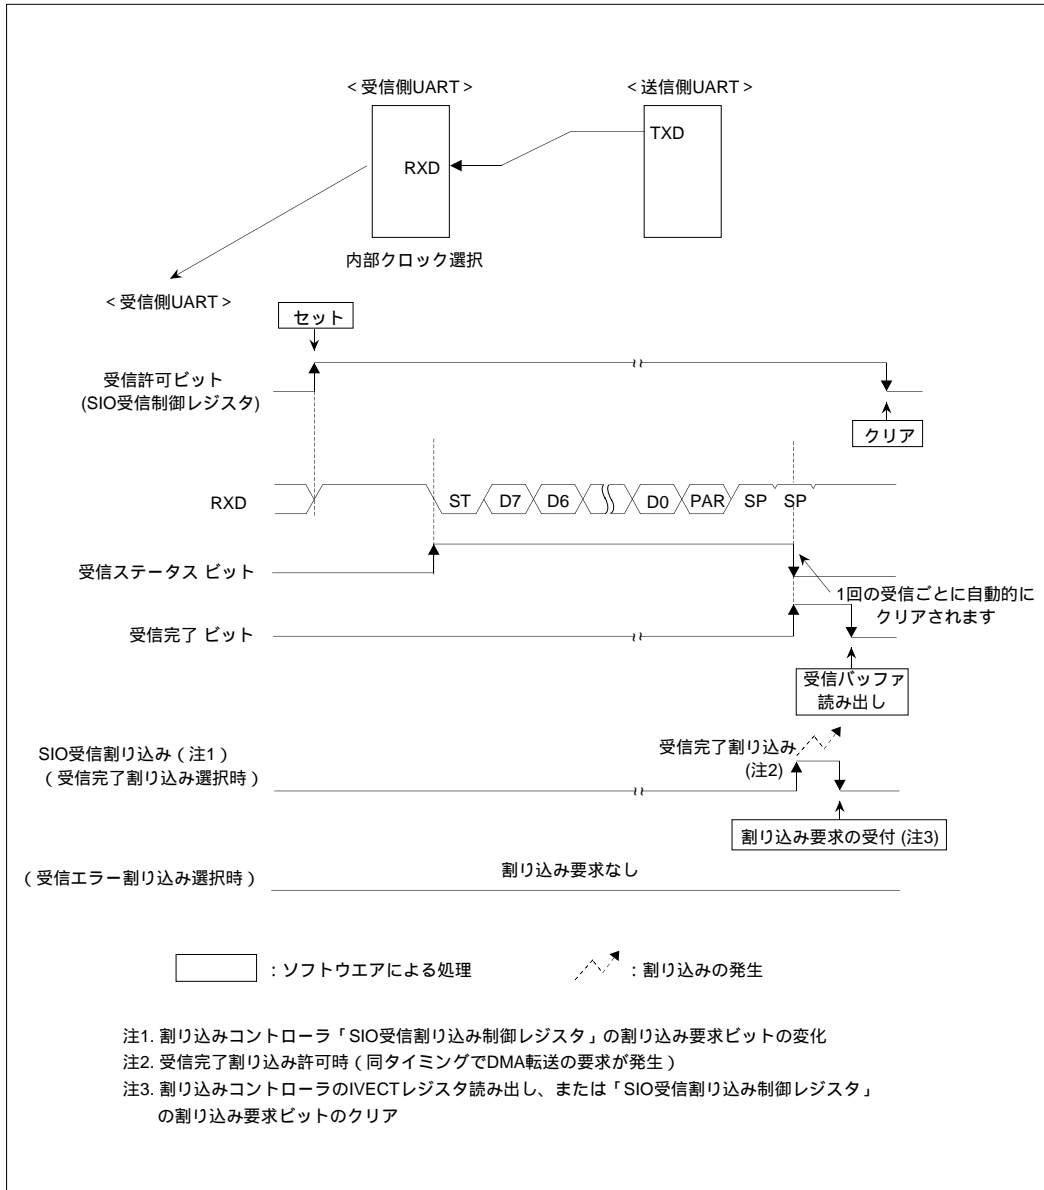 < 受信側UART >
< 送信側UART >
TXD
RXD
内部クロック選択
< 受信側UART >
セット
受信許可ビット
(SIO受信制御レジスタ)
クリア
RXD
ST D7 D6 D0 PAR SP SP
受信ステータス ビット
1回の受信ごとに自動的に
クリアされます
受信完了 ビット
受信バッファ
読み出し
SIO受信割り込み（注1）
（受信完了割り込み選択時）
受信完了割り込み
(注2)
割り込み要求の受付 (注3)
（受信エラー割り込み選択時）
割り込み要求なし
: ソフトウエアによる処理
: 割り込みの発生
注1. 割り込みコントローラ「SIO受信割り込み制御レジスタ」の割り込み要求ビットの変化
注2. 受信完了割り込み許可時（同タイミングでDMA転送の要求が発生）
注3. 割り込みコントローラのIVECTレジスタ読み出し、または「SIO受信割り込み制御レジスタ」
の割り込み要求ビットのクリア